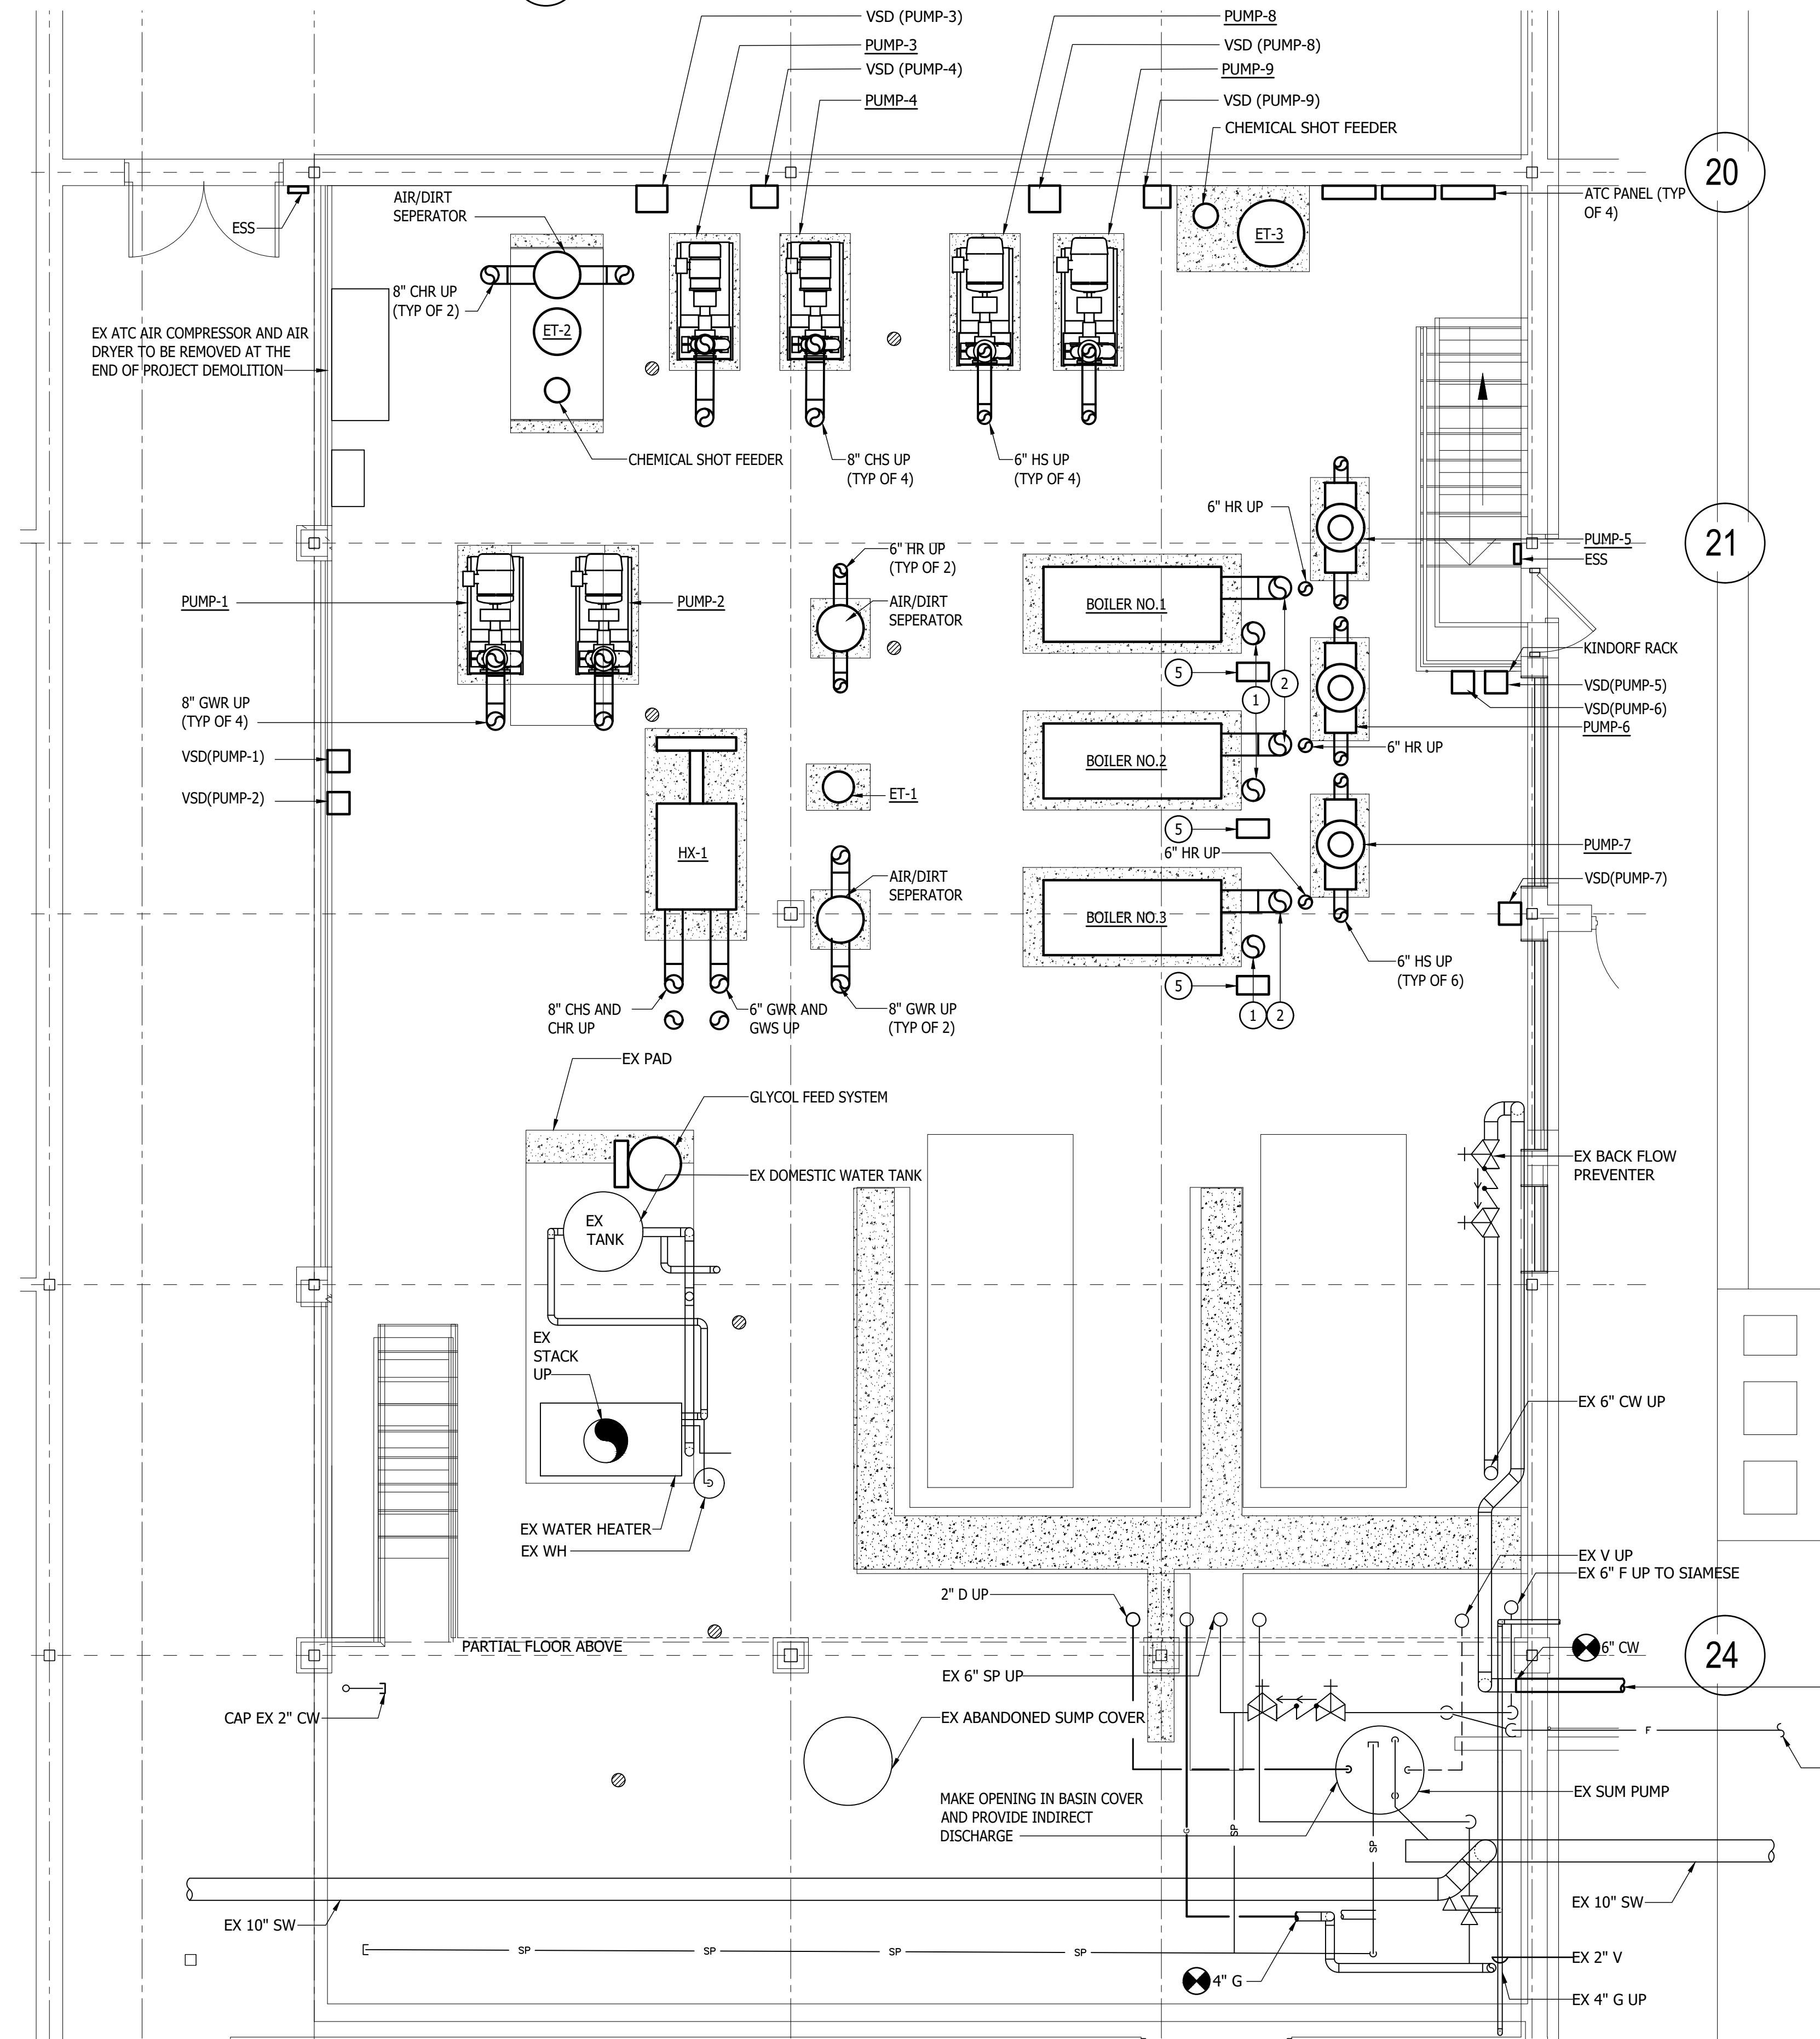 VSD (PUMP-3)
PUMP-3
VSD (PUMP-4)
PUMP-4
PUMP-8
VSD (PUMP-8)
PUMP-9
VSD (PUMP-9)
CHEMICAL SHOT FEEDER
20
ATC PANEL (TYP
OF 4)
ESS
AIR/DIRT
SEPERATOR
ET-3
8" CHR UP
(TYP OF 2)
ET-2
EX ATC AIR COMPRESSOR AND AIR
DRYER TO BE REMOVED AT THE
END OF PROJECT DEMOLITION
CHEMICAL SHOT FEEDER
8" CHS UP
(TYP OF 4)
6" HS UP
(TYP OF 4)
6" HR UP
21
PUMP-5
ESS
6" HR UP
(TYP OF 2)
PUMP-1
PUMP-2
AIR/DIRT
SEPERATOR
BOILER NO.1
KINDORF RACK
5
1
2
VSD(PUMP-5)
VSD(PUMP-6)
PUMP-6
8" GWR UP
(TYP OF 4)
VSD(PUMP-1)
VSD(PUMP-2)
BOILER NO.2
6" HR UP
ET-1
5
HX-1
6" HR UP
PUMP-7
AIR/DIRT
SEPERATOR
VSD(PUMP-7)
BOILER NO.3
6" HS UP
(TYP OF 6)
5
1
2
8" CHS AND
CHR UP
6" GWR AND
GWS UP
8" GWR UP
(TYP OF 2)
EX PAD
GLYCOL FEED SYSTEM
EX BACK FLOW
PREVENTER
EX DOMESTIC WATER TANK
EX
TANK
EX
STACK
UP
EX 6" CW UP
EX WATER HEATER
EX WH
EX V UP
EX 6" F UP TO SIAMESE
2" D UP
PARTIAL FLOOR ABOVE
6" CW
24
EX 6" SP UP
CAP EX 2" CW
EX ABANDONED SUMP COVER
F
EX SUM PUMP
MAKE OPENING IN BASIN COVER
AND PROVIDE INDIRECT
DISCHARGE
G
SP
SP
EX 10" SW
EX 10" SW
SP
SP
SP
SP
EX 2" V
4" G
EX 4" G UP